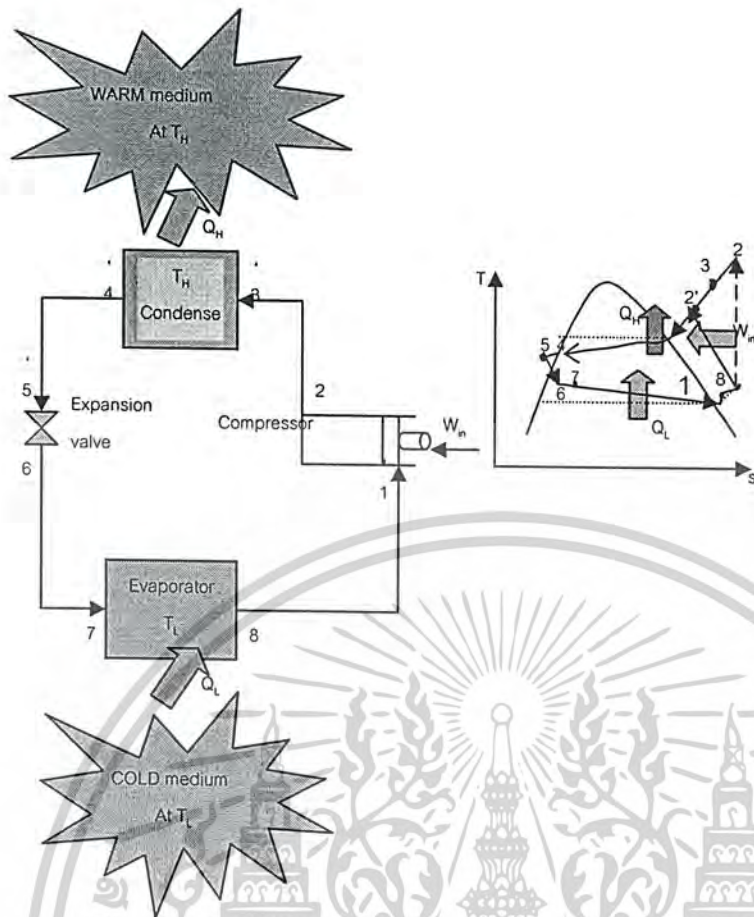 WARM medium
At T_H
Q_H
T_H
Condense
4
3
5
Expansion
valve
6
2
Compressor
W_in
1
Evaporator
T_L
7
8
Q_L
COLD medium
At T_L
T
2
3
2'
Q_H
W_in
5
4
7
6
1
8
Q_L
s